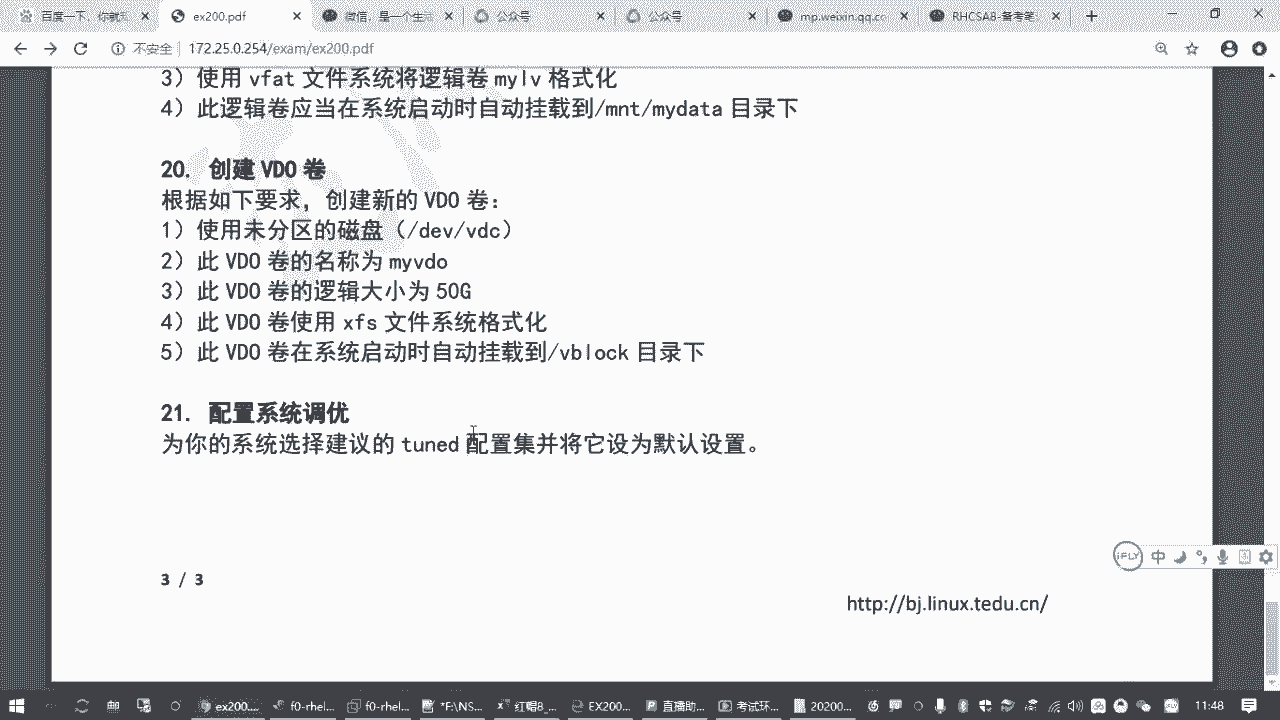 百度一下，你就知
ex200.pdf
微信，是一个生活
公众号
公众号
mp.weixin.qq.co
RHCSA8-备考笔
不安全 172.25.0.254/exam/ex200.pdf
3）使用 vfat 文件系统将逻辑卷 mylv 格式化
4）此逻辑卷应当在系统启动时自动挂载到/mnt/mydata 目录下
20. 创建 VDO 卷
根据如下要求，创建新的 VDO 卷：
1）使用未分区的磁盘（/dev/vdc）
2）此 VDO 卷的名称为 myvdo
3）此 VDO 卷的逻辑大小为 50G
4）此 VDO 卷使用 xfs 文件系统格式化
5）此 VDO 卷在系统启动时自动挂载到/vblock 目录下
21. 配置系统调优
为你的系统选择建议的 tuned 配置集并将它设为默认设置。
iFLY 中
3 / 3
http://bj.linux.tedu.cn/
ex200....
f0-rhel...
f0-rhel...
*F:\NS...
红帽8_...
EX200...
直播助...
考试环...
20200...
11:48